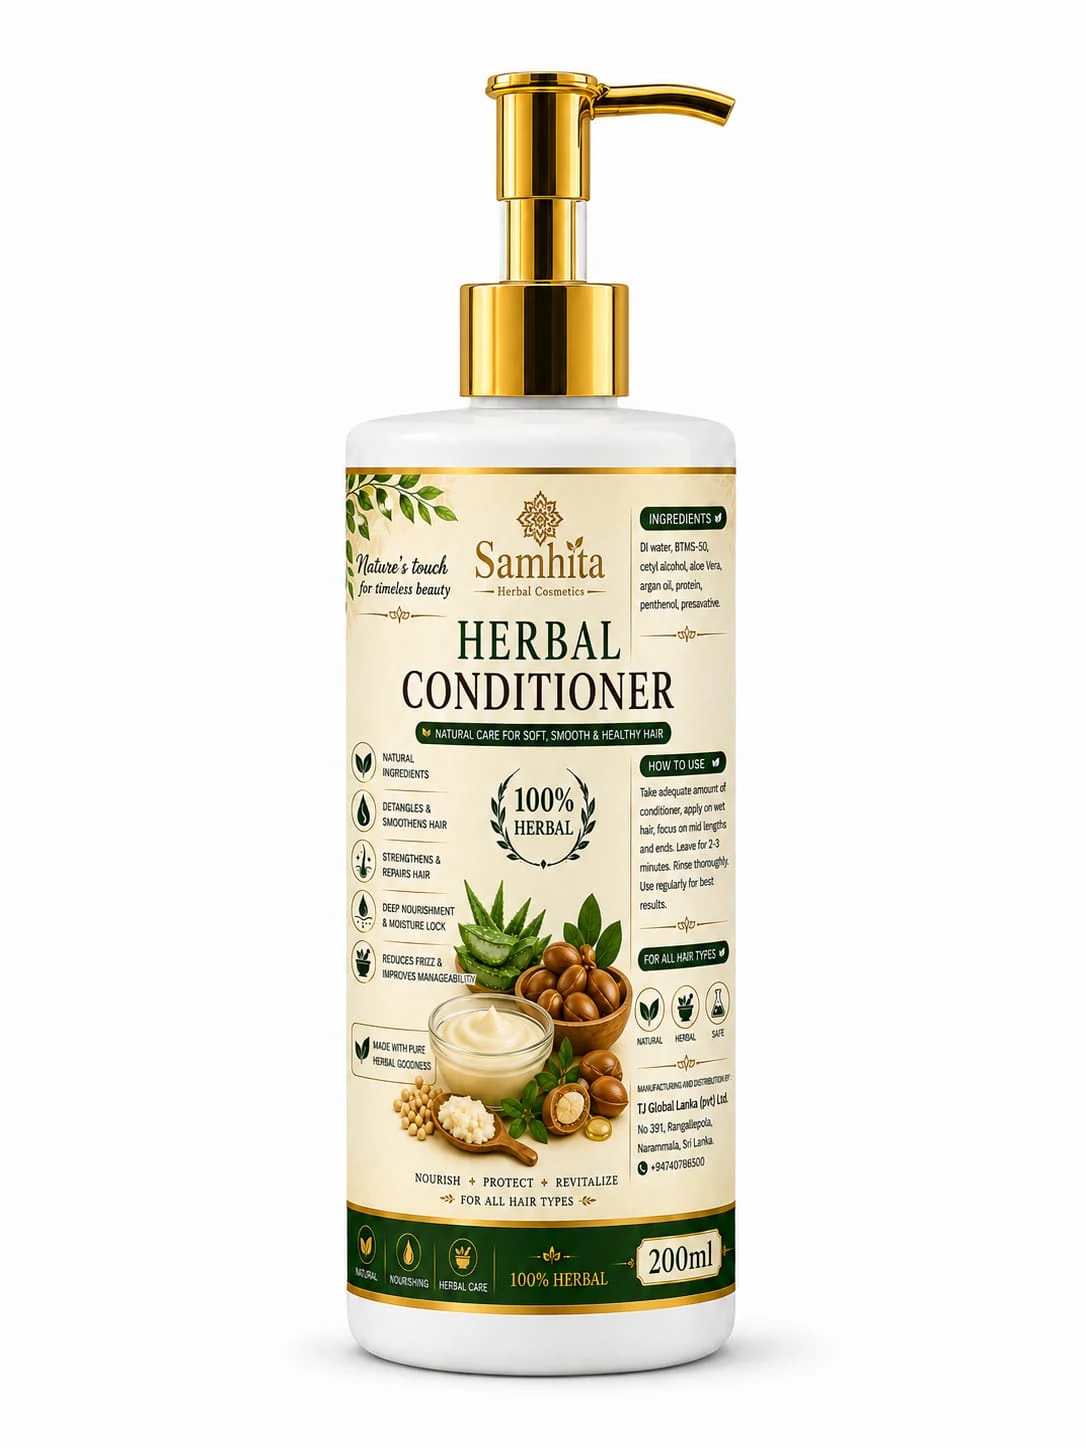 Nature's touch
for timeless beauty
Samhita
Herbal Cosmetics
HERBAL
CONDITIONER
NATURAL CARE FOR SOFT, SMOOTH & HEALTHY HAIR
NATURAL
INGREDIENTS
DETANGLES &
SMOOTHENS HAIR
STRENGTHENS &
REPAIRS HAIR
DEEP NOURISHMENT
& MOISTURE LOCK
REDUCES FRIZZ &
IMPROVES MANAGEABILITY
MADE WITH PURE
HERBAL GOODNESS
100%
HERBAL
NOURISH + PROTECT + REVITALIZE
FOR ALL HAIR TYPES
INGREDIENTS
DI water, BTMS-50,
cetyl alcohol, aloe Vera,
argan oil, protein,
penthenol, presavative.
HOW TO USE
Take adequate amount of
conditioner, apply on wet
hair, focus on mid lengths
and ends. Leave for 2-3
minutes. Rinse thoroughly.
Use regularly for best
results.
FOR ALL HAIR TYPES
NATURAL
HERBAL
SAFE
MANUFACTURING AND DISTRIBUTION BY:
TJ Global Lanka (pvt) Ltd.
No 391, Rangallepola,
Narammala, Sri Lanka.
+94740786500
NATURAL
NOURISHING
HERBAL CARE
100% HERBAL
200ml